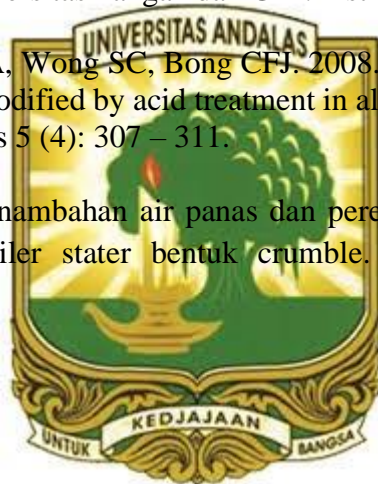 UNIVERSITAS ANDALAS
A, Wong SC, Bong CFJ. 2008.
odified by acid treatment in al
s 5 (4): 307 – 311.
nambahan air panas dan pere
iler stater bentuk crumble.
KEDJAJAAN
UNTUK BANGSA